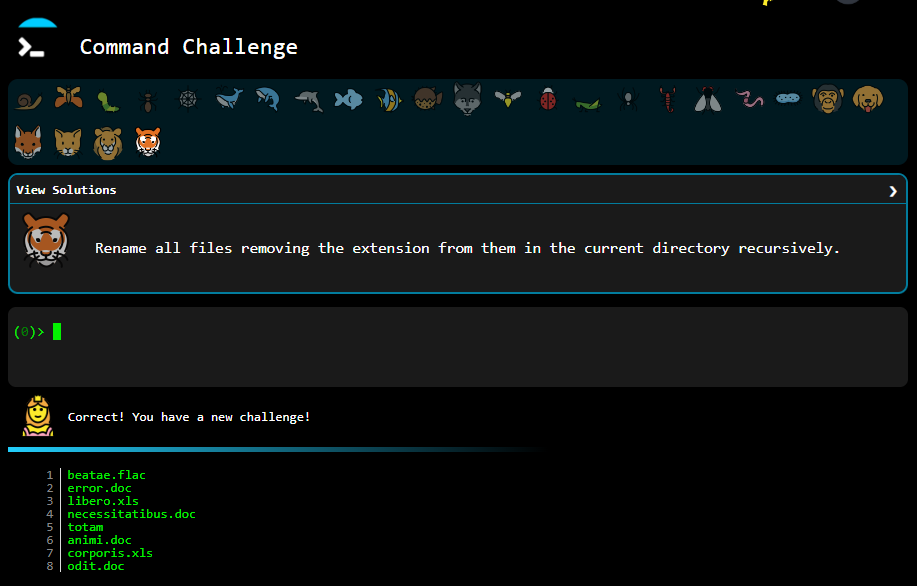 Command Challenge
View Solutions
Rename all files removing the extension from them in the current directory recursively.
(0)>
Correct! You have a new challenge!
1 beatae.flac
2 error.doc
3 libero.xls
4 necessitatibus.doc
5 totam
6 animi.doc
7 corporis.xls
8 odit.doc